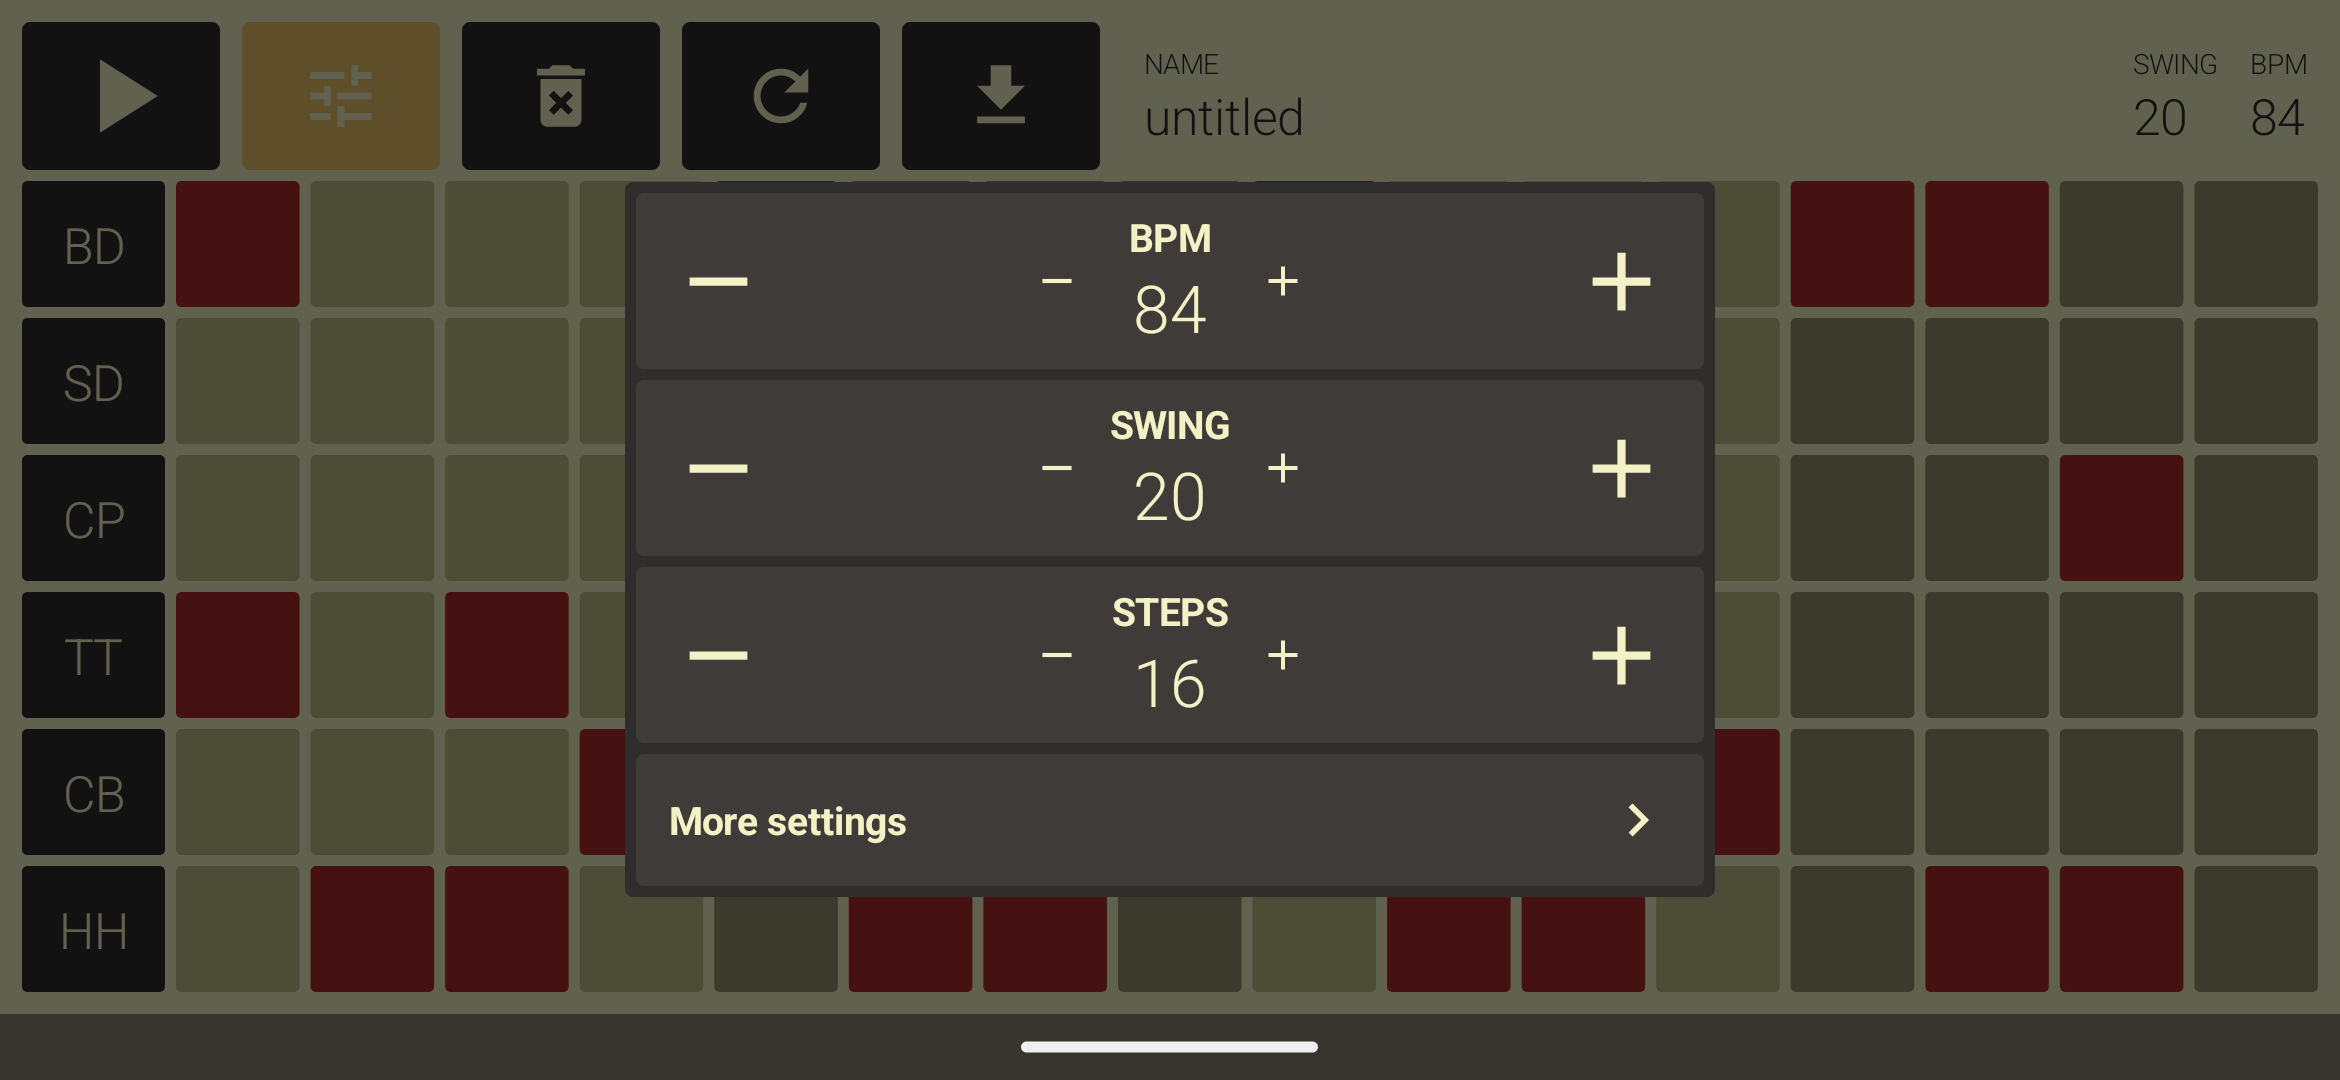 NAME
untitled
SWING
20
BPM
84
BD
SD
CP
TT
CB
HH
BPM
− − 84 + +
SWING
− − 20 + +
STEPS
− − 16 + +
More settings